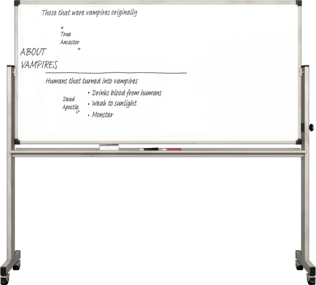 Those that were vampires originally
True
Ancestor
ABOUT
VAMPIRES
Humans that turned into vampires
Dead
Apostle
• Drinks blood from humans
• Weak to sunlight
• Monster